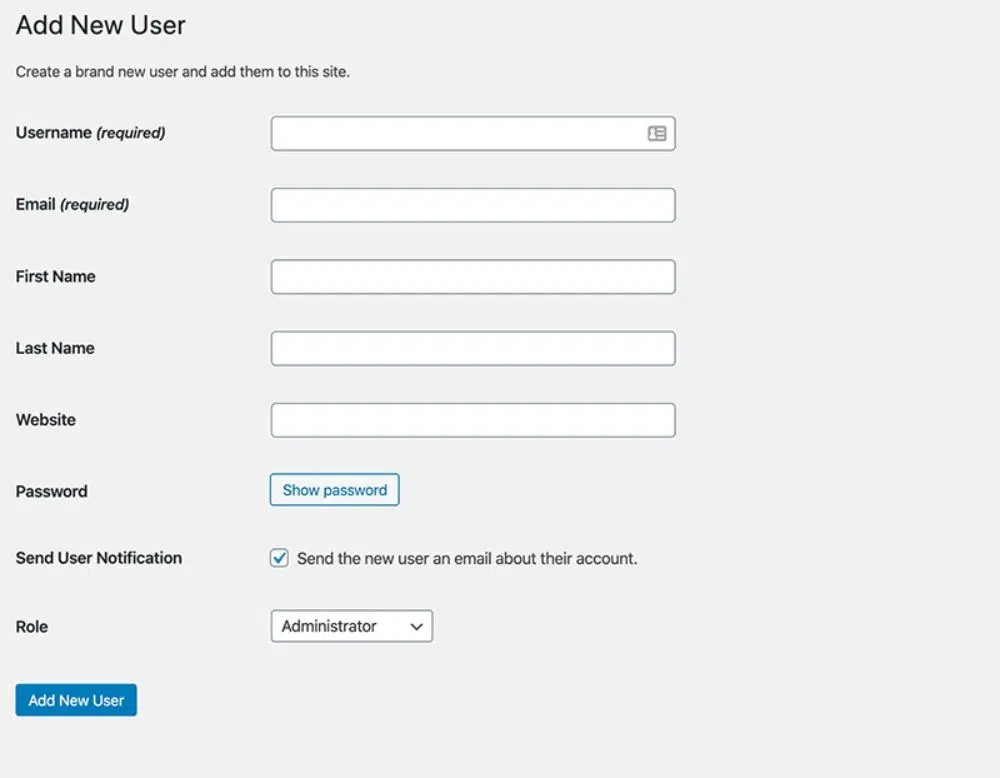 Add New User
Create a brand new user and add them to this site.
Username (required)
Email (required)
First Name
Last Name
Website
Password
Show password
Send User Notification
Send the new user an email about their account.
Role
Administrator
Add New User